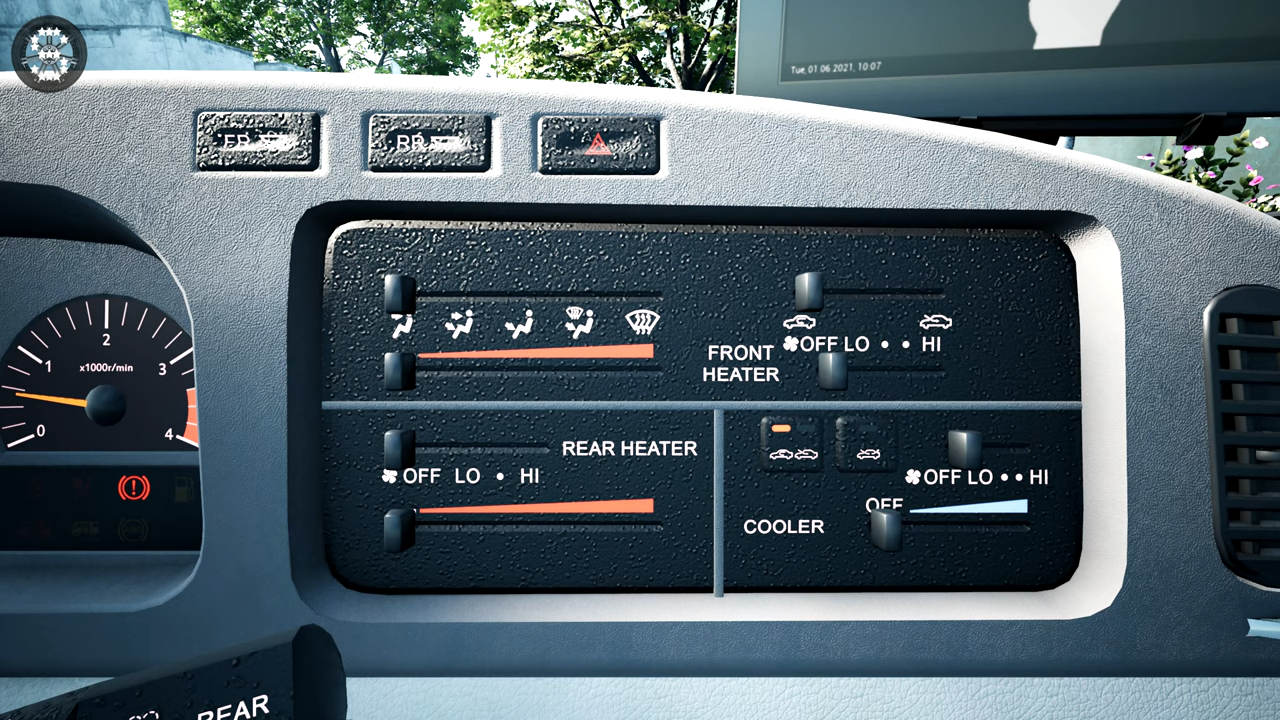 Tue, 01 06 2021, 10:07
FR
RR
0 1 2 3 4
x1000r/min
OFF LO • • HI
FRONT
HEATER
REAR HEATER
OFF LO • HI
OFF LO • • HI
OFF
COOLER
REAR